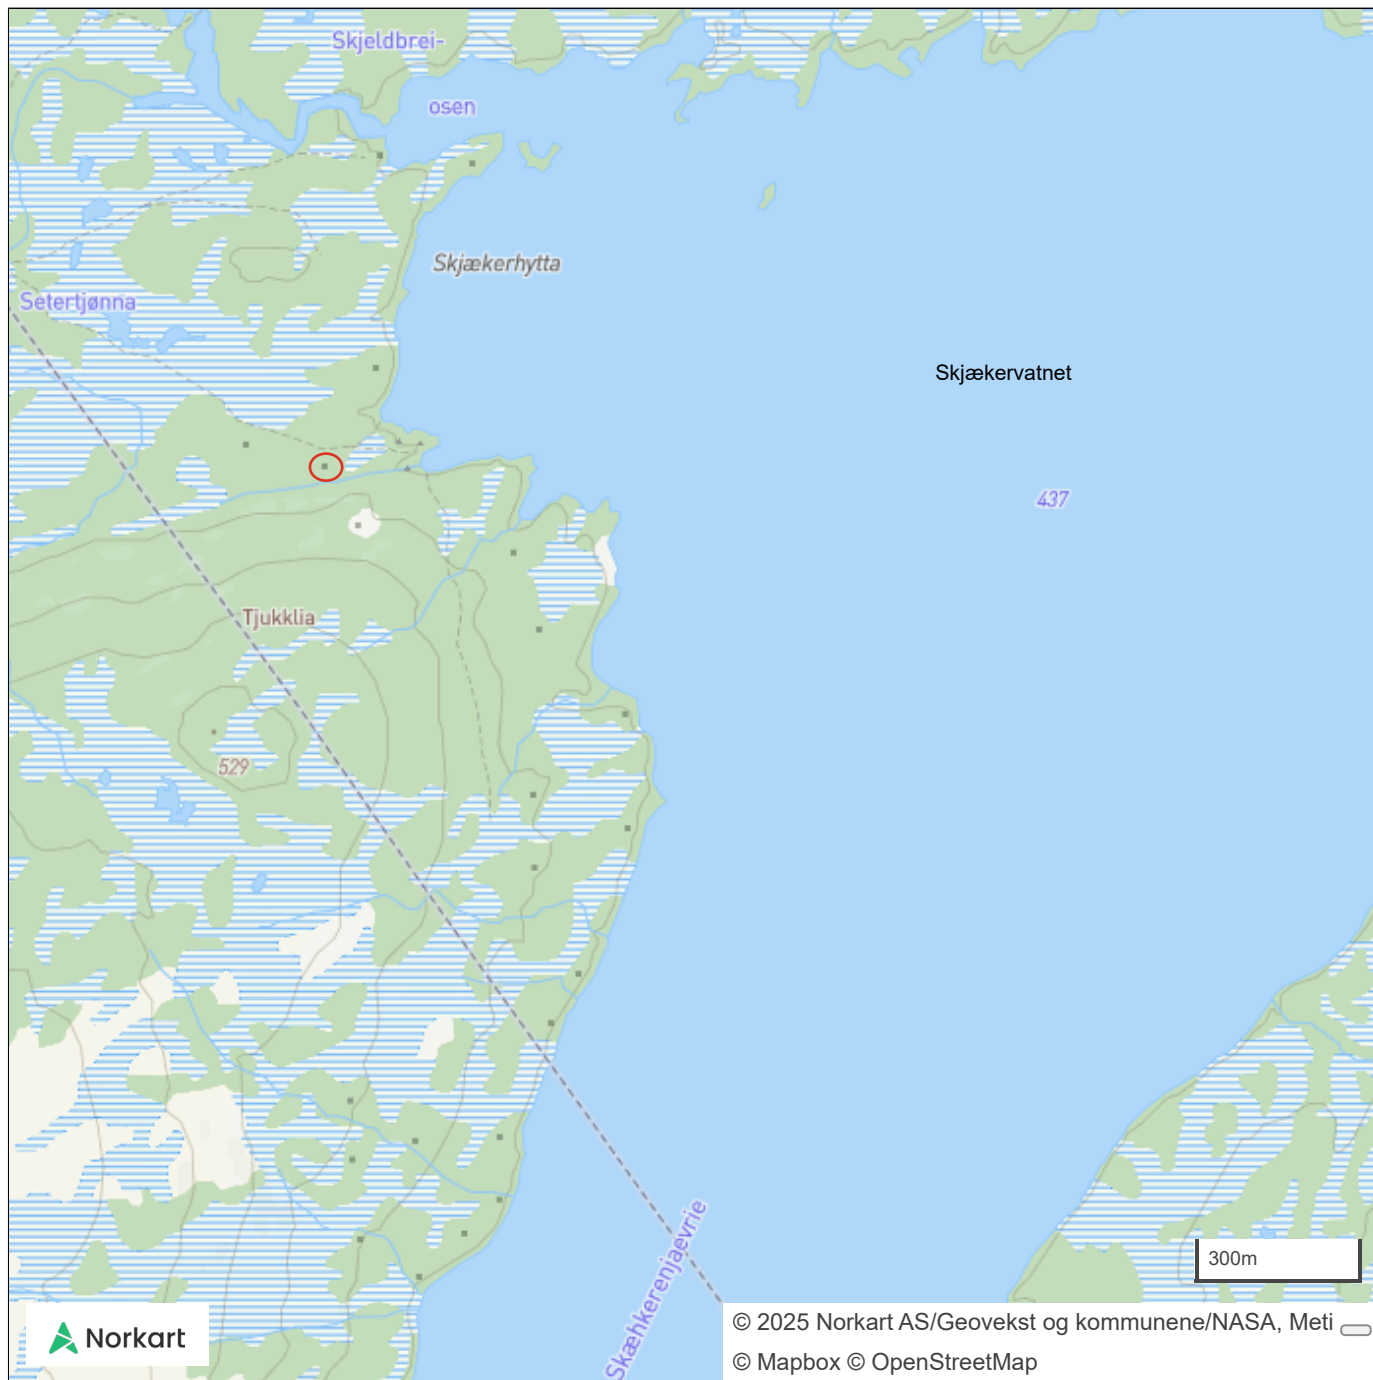 Skjeldbrei-
osen
Skjækerhytta
Setertjønna
Skjækervatnet
437
Tjukklia
529
Skæhkerenjaevrie
300m
Norkart
© 2025 Norkart AS/Geovekst og kommunene/NASA, Meti
© Mapbox © OpenStreetMap